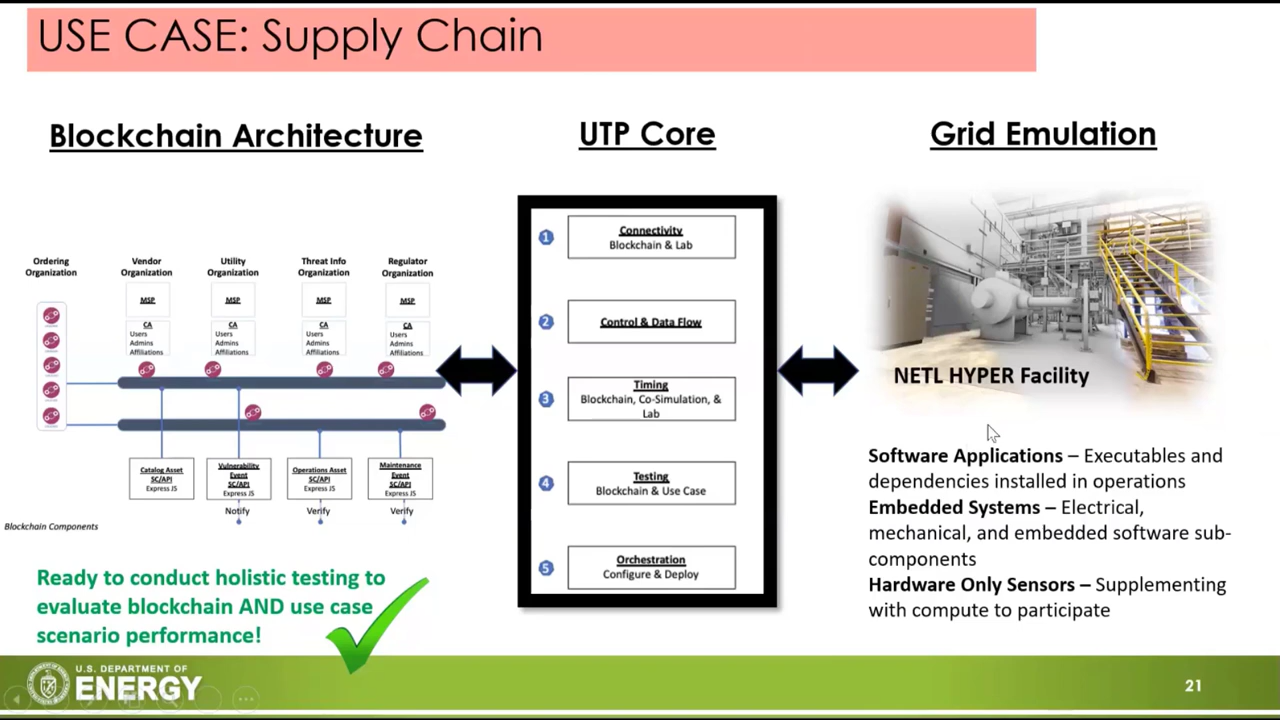 USE CASE: Supply Chain
Blockchain Architecture
UTP Core
Grid Emulation
Ordering
Organization
Vendor
Organization
Utility
Organization
Threat Info
Organization
Regulator
Organization
MSP
MSP
MSP
MSP
CA
Users
Admins
Affiliations
CA
Users
Admins
Affiliations
CA
Users
Admins
Affiliations
CA
Users
Admins
Affiliations
Catalog Asset
SC/API
Express JS
Vulnerability
Event
SC/API
Express JS
Operations Asset
SC/API
Express JS
Maintenance
Event
SC/API
Express JS
Notify
Verify
Verify
Blockchain Components
Ready to conduct holistic testing to
evaluate blockchain AND use case
scenario performance!
1
Connectivity
Blockchain & Lab
2
Control & Data Flow
3
Timing
Blockchain, Co-Simulation, &
Lab
4
Testing
Blockchain & Use Case
5
Orchestration
Configure & Deploy
NETL HYPER Facility
Software Applications – Executables and
dependencies installed in operations
Embedded Systems – Electrical,
mechanical, and embedded software sub-
components
Hardware Only Sensors – Supplementing
with compute to participate
U.S. DEPARTMENT OF
ENERGY
21